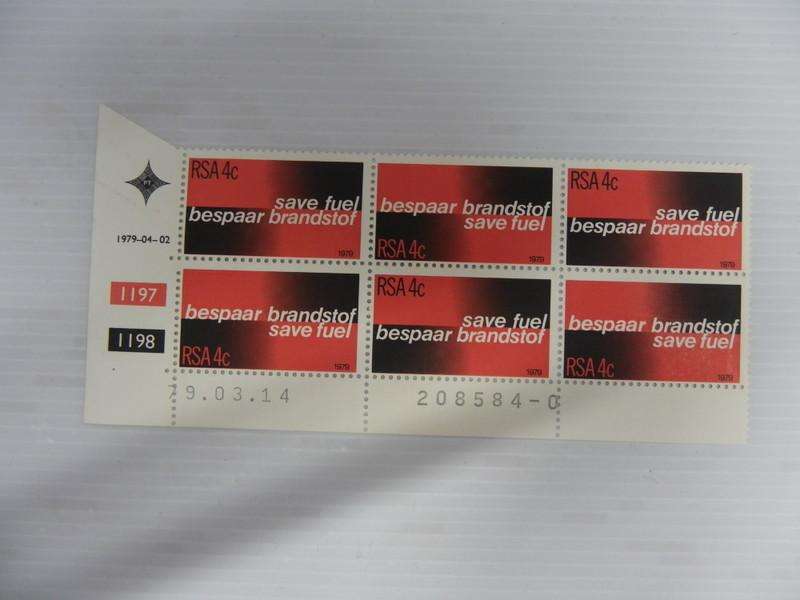 1979-04-02
1197
1198
RSA 4c
save fuel
bespaar brandstof
1979
bespaar brandstof
save fuel
RSA 4c
1979
RSA 4c
save fuel
bespaar brandstof
1979
bespaar brandstof
save fuel
RSA 4c
1979
RSA 4c
save fuel
bespaar brandstof
1979
bespaar brandstof
save fuel
RSA 4c
1979
79.03.14 208584-0